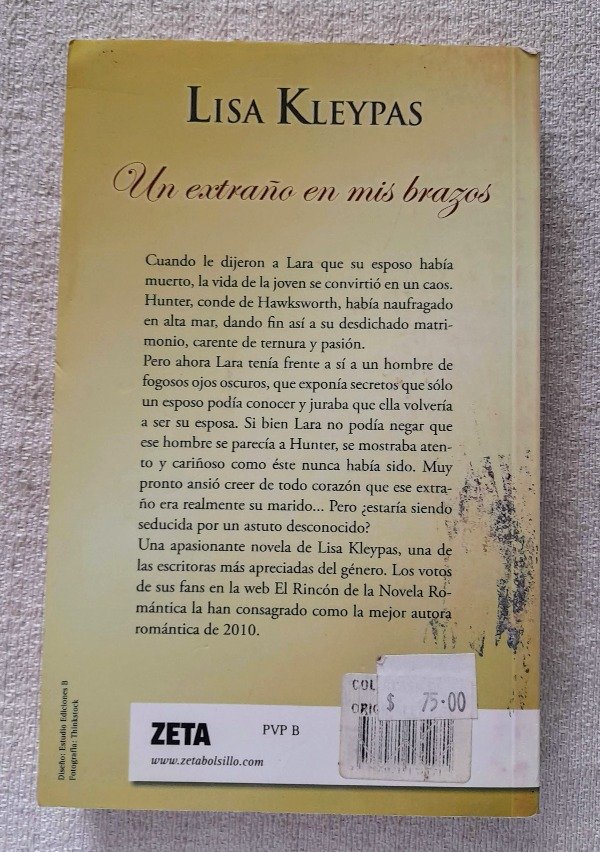 LISA KLEYPAS
Un extraño en mis brazos
Cuando le dijeron a Lara que su esposo había
muerto, la vida de la joven se convirtió en un caos.
Hunter, conde de Hawksworth, había naufragado
en alta mar, dando fin así a su desdichado matri-
monio, carente de ternura y pasión.
Pero ahora Lara tenía frente a sí a un hombre de
fogosos ojos oscuros, que exponía secretos que sólo
un esposo podía conocer y juraba que ella volvería
a ser su esposa. Si bien Lara no podía negar que
ese hombre se parecía a Hunter, se mostraba aten-
to y cariñoso como éste nunca había sido. Muy
pronto ansió creer de todo corazón que ese extra-
ño era realmente su marido... Pero ¿estaría siendo
seducida por un astuto desconocido?
Una apasionante novela de Lisa Kleypas, una de
las escritoras más apreciadas del género. Los votos
de sus fans en la web El Rincón de la Novela Ro-
mántica la han consagrado como la mejor autora
romántica de 2010.
Diseño: Estudio Ediciones B
Fotografía: Thinkstock
ZETA
www.zetabolsillo.com
PVP B
COL
ORIG
$ 75.00